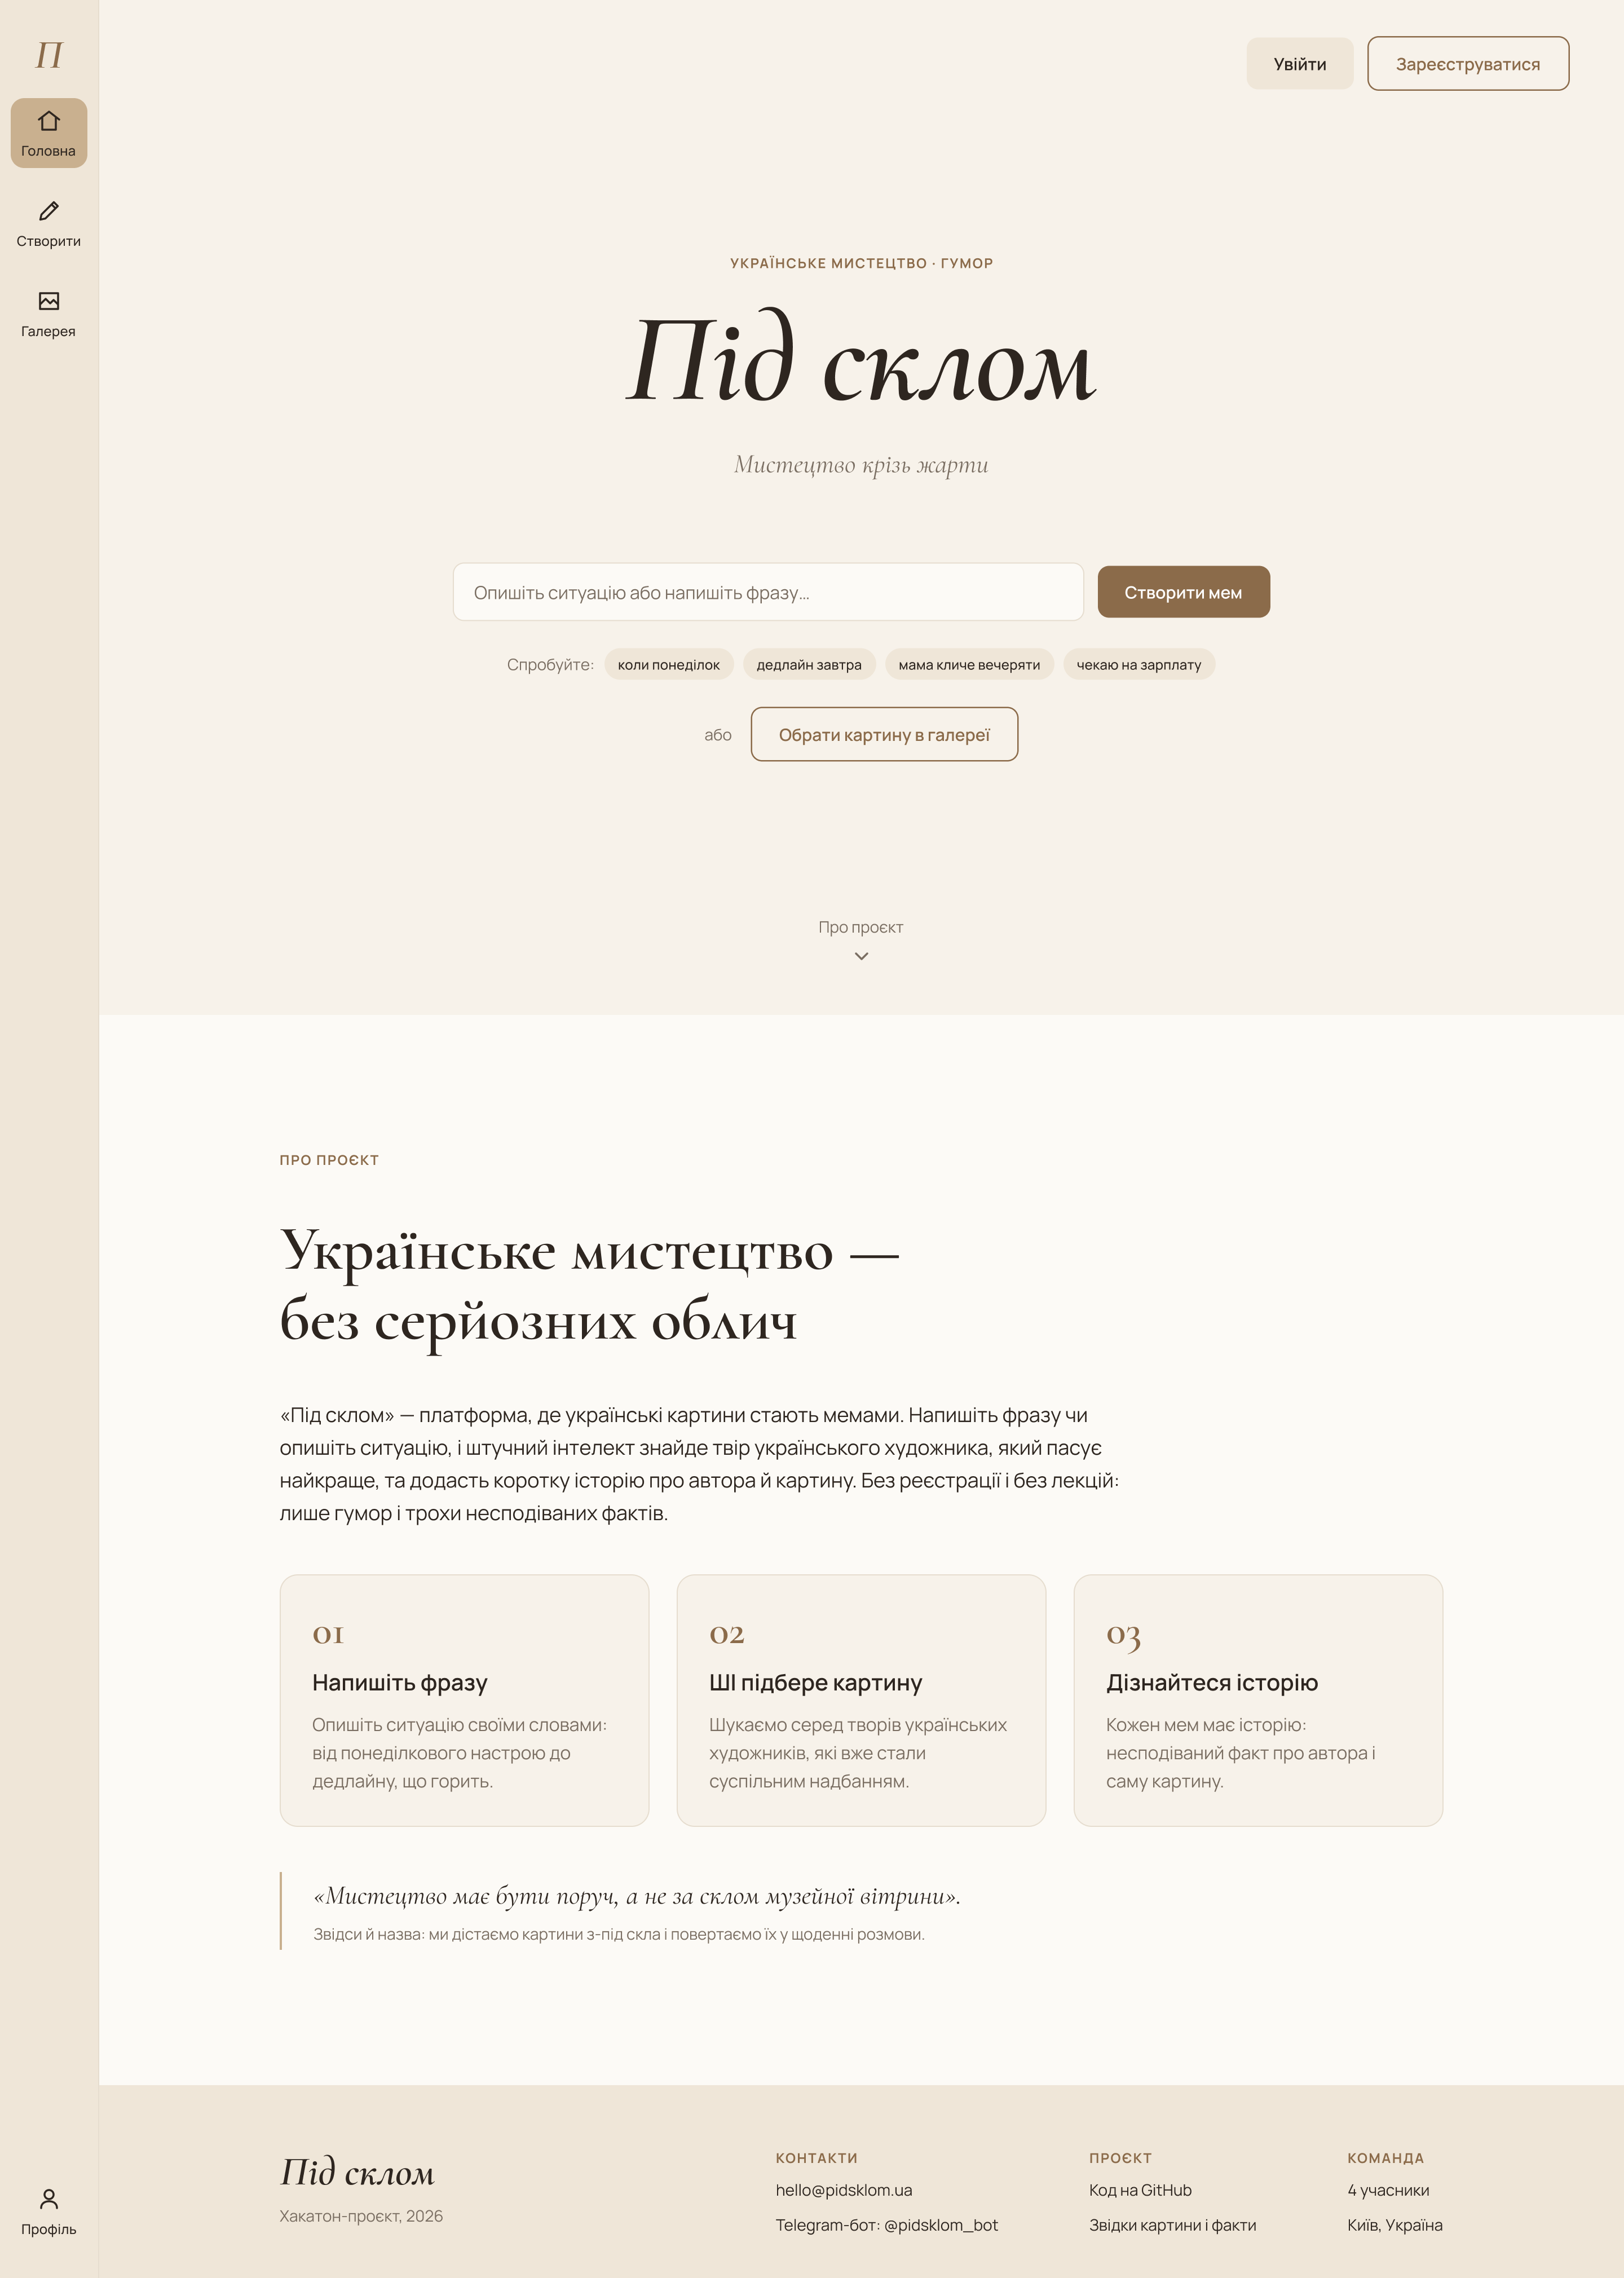 П
Головна
Створити
Галерея
Профіль
Увійти
Зареєструватися
УКРАЇНСЬКЕ МИСТЕЦТВО · ГУМОР
Під склом
Мистецтво крізь жарти
Опишіть ситуацію або напишіть фразу...
Створити мем
Спробуйте:
коли понеділок
дедлайн завтра
мама кличе вечеряти
чекаю на зарплату
або
Обрати картину в галереї
Про проєкт
ПРО ПРОЄКТ
Українське мистецтво —
без серйозних облич
«Під склом» — платформа, де українські картини стають мемами. Напишіть фразу чи
опишіть ситуацію, і штучний інтелект знайде твір українського художника, який пасує
найкраще, та додасть коротку історію про автора й картину. Без реєстрації і без лекцій:
лише гумор і трохи несподіваних фактів.
01
Напишіть фразу
Опишіть ситуацію своїми словами:
від понеділкового настрою до
дедлайну, що горить.
02
ШІ підбере картину
Шукаємо серед творів українських
художників, які вже стали
суспільним надбанням.
03
Дізнайтеся історію
Кожен мем має історію:
несподіваний факт про автора і
саму картину.
«Мистецтво має бути поруч, а не за склом музейної вітрини».
Звідси й назва: ми дістаємо картини з-під скла і повертаємо їх у щоденні розмови.
Під склом
Хакатон-проєкт, 2026
КОНТАКТИ
hello@pidsklom.ua
Telegram-бот: @pidsklom_bot
ПРОЄКТ
Код на GitHub
Звідки картини і факти
КОМАНДА
4 учасники
Київ, Україна